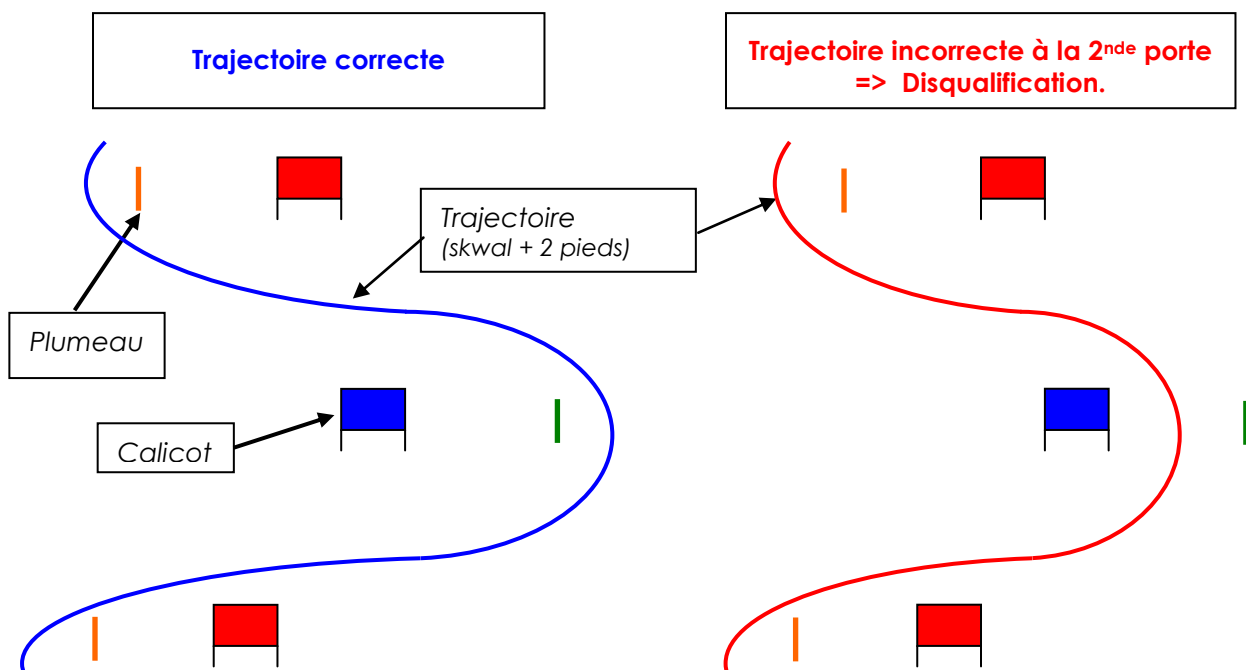 Trajectoire correcte
Trajectoire incorrecte à la 2nde porte
=> Disqualification.
Trajectoire
(skwal + 2 pieds)
Plumeau
Calicot